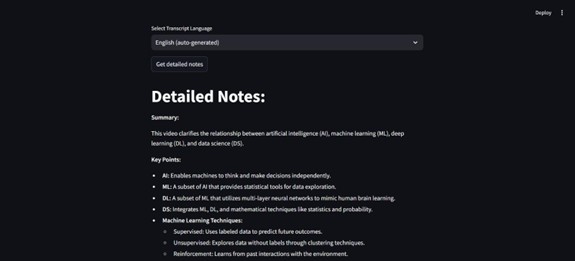 Deploy
Select Transcript Language
English (auto-generated)
Get detailed notes
Detailed Notes:
Summary:
This video clarifies the relationship between artificial intelligence (AI), machine learning (ML), deep
learning (DL), and data science (DS).
Key Points:
• AI: Enables machines to think and make decisions independently.
• ML: A subset of AI that provides statistical tools for data exploration.
• DL: A subset of ML that utilizes multi-layer neural networks to mimic human brain learning.
• DS: Integrates ML, DL, and mathematical techniques like statistics and probability.
• Machine Learning Techniques:
◦ Supervised: Uses labeled data to predict future outcomes.
◦ Unsupervised: Explores data without labels through clustering techniques.
◦ Reinforcement: Learns from past interactions with the environment.